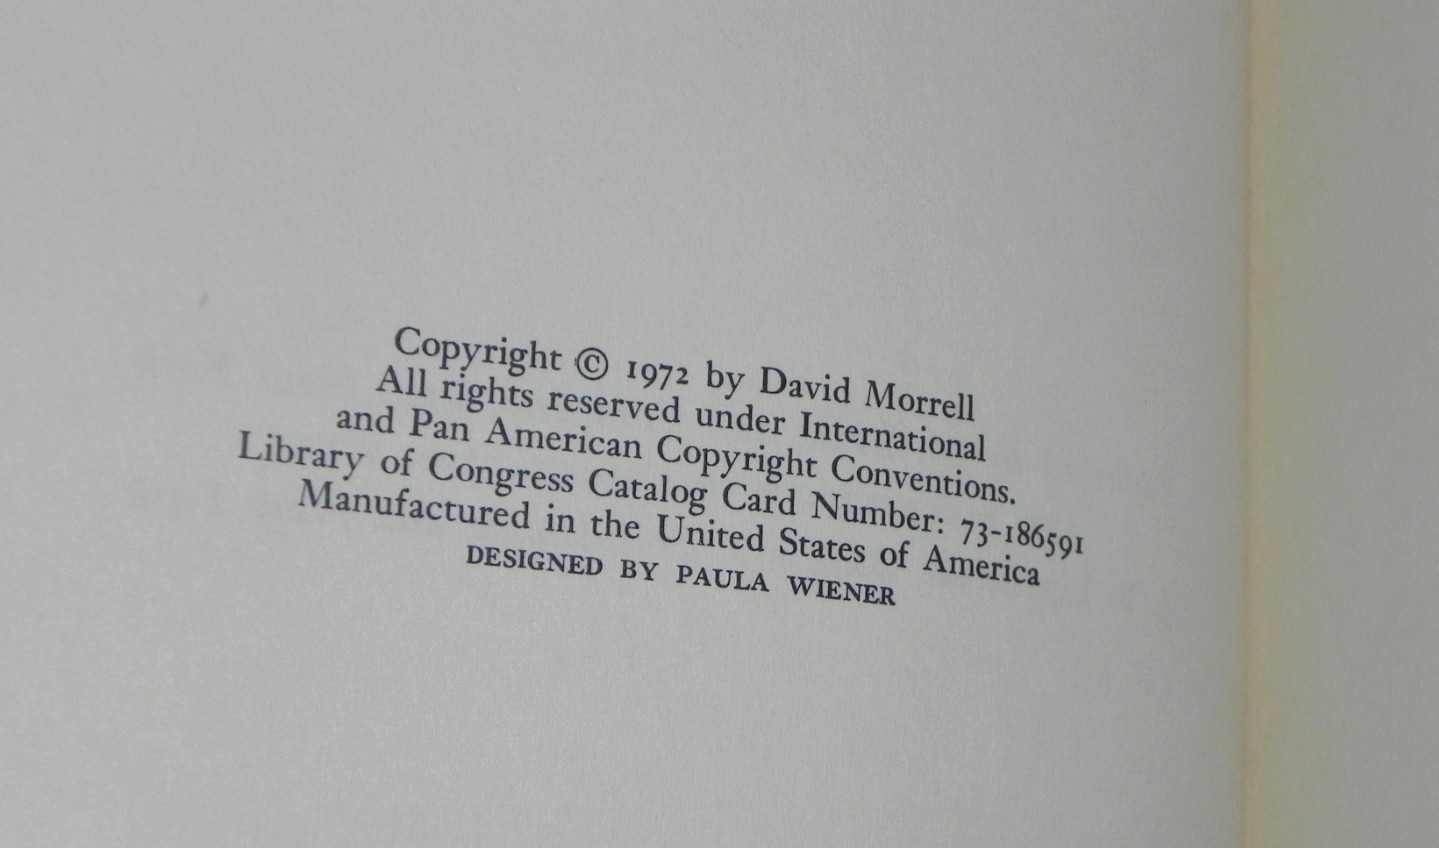 Copyright © 1972 by David Morrell
All rights reserved under International
and Pan American Copyright Conventions.
Library of Congress Catalog Card Number: 73-186591
Manufactured in the United States of America
DESIGNED BY PAULA WIENER